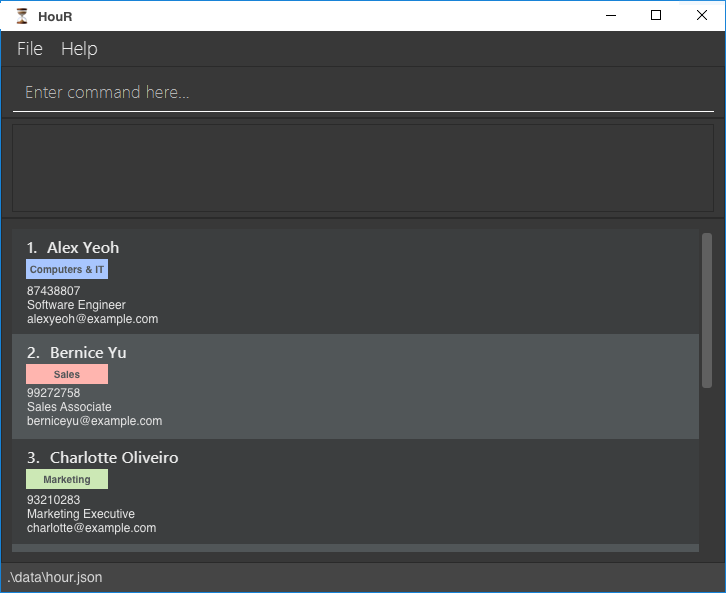 HouR
File Help
Enter command here...
1. Alex Yeoh
Computers & IT
87438807
Software Engineer
alexyeoh@example.com
2. Bernice Yu
Sales
99272758
Sales Associate
berniceyu@example.com
3. Charlotte Oliveiro
Marketing
93210283
Marketing Executive
charlotte@example.com
.\data\hour.json